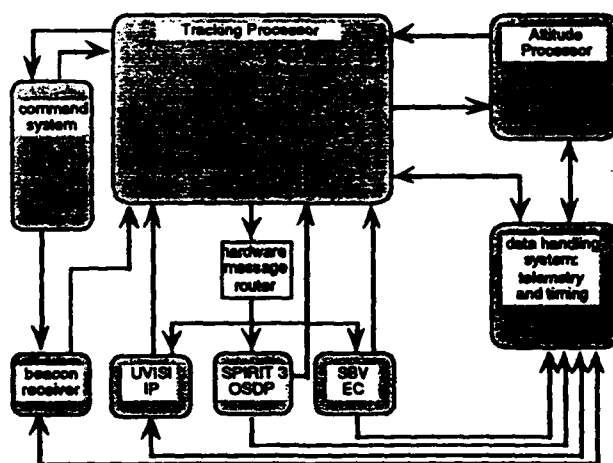 Tracking Processor
Altitude
Processor
command
system
data handling
system:
telemetry
and timing
hardware
message
router
beacon
receiver
UVISI
IP
SPIRIT 3
OSDP
SBV
EC